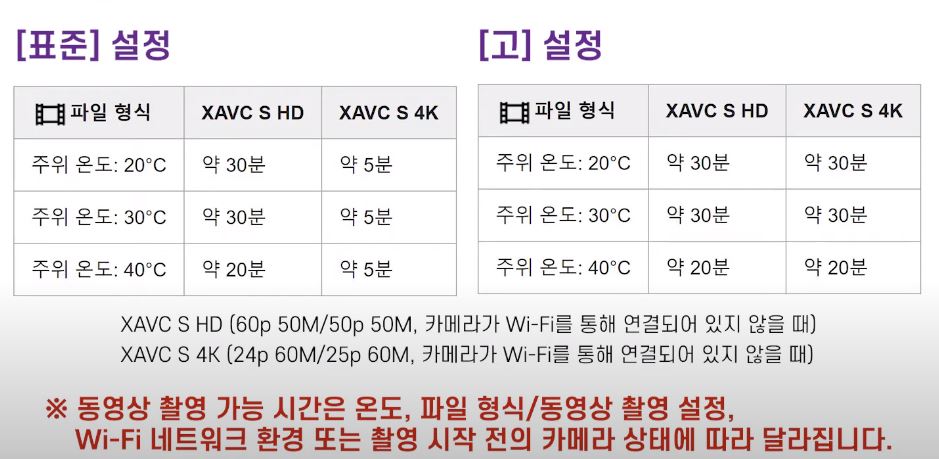 [표준] 설정
파일 형식 XAVC S HD XAVC S 4K
주위 온도: 20°C 약 30분 약 5분
주위 온도: 30°C 약 30분 약 5분
주위 온도: 40°C 약 20분 약 5분
[고] 설정
파일 형식 XAVC S HD XAVC S 4K
주위 온도: 20°C 약 30분 약 30분
주위 온도: 30°C 약 30분 약 30분
주위 온도: 40°C 약 20분 약 20분
XAVC S HD (60p 50M/50p 50M, 카메라가 Wi-Fi를 통해 연결되어 있지 않을 때)
XAVC S 4K (24p 60M/25p 60M, 카메라가 Wi-Fi를 통해 연결되어 있지 않을 때)
※ 동영상 촬영 가능 시간은 온도, 파일 형식/동영상 촬영 설정,
Wi-Fi 네트워크 환경 또는 촬영 시작 전의 카메라 상태에 따라 달라집니다.